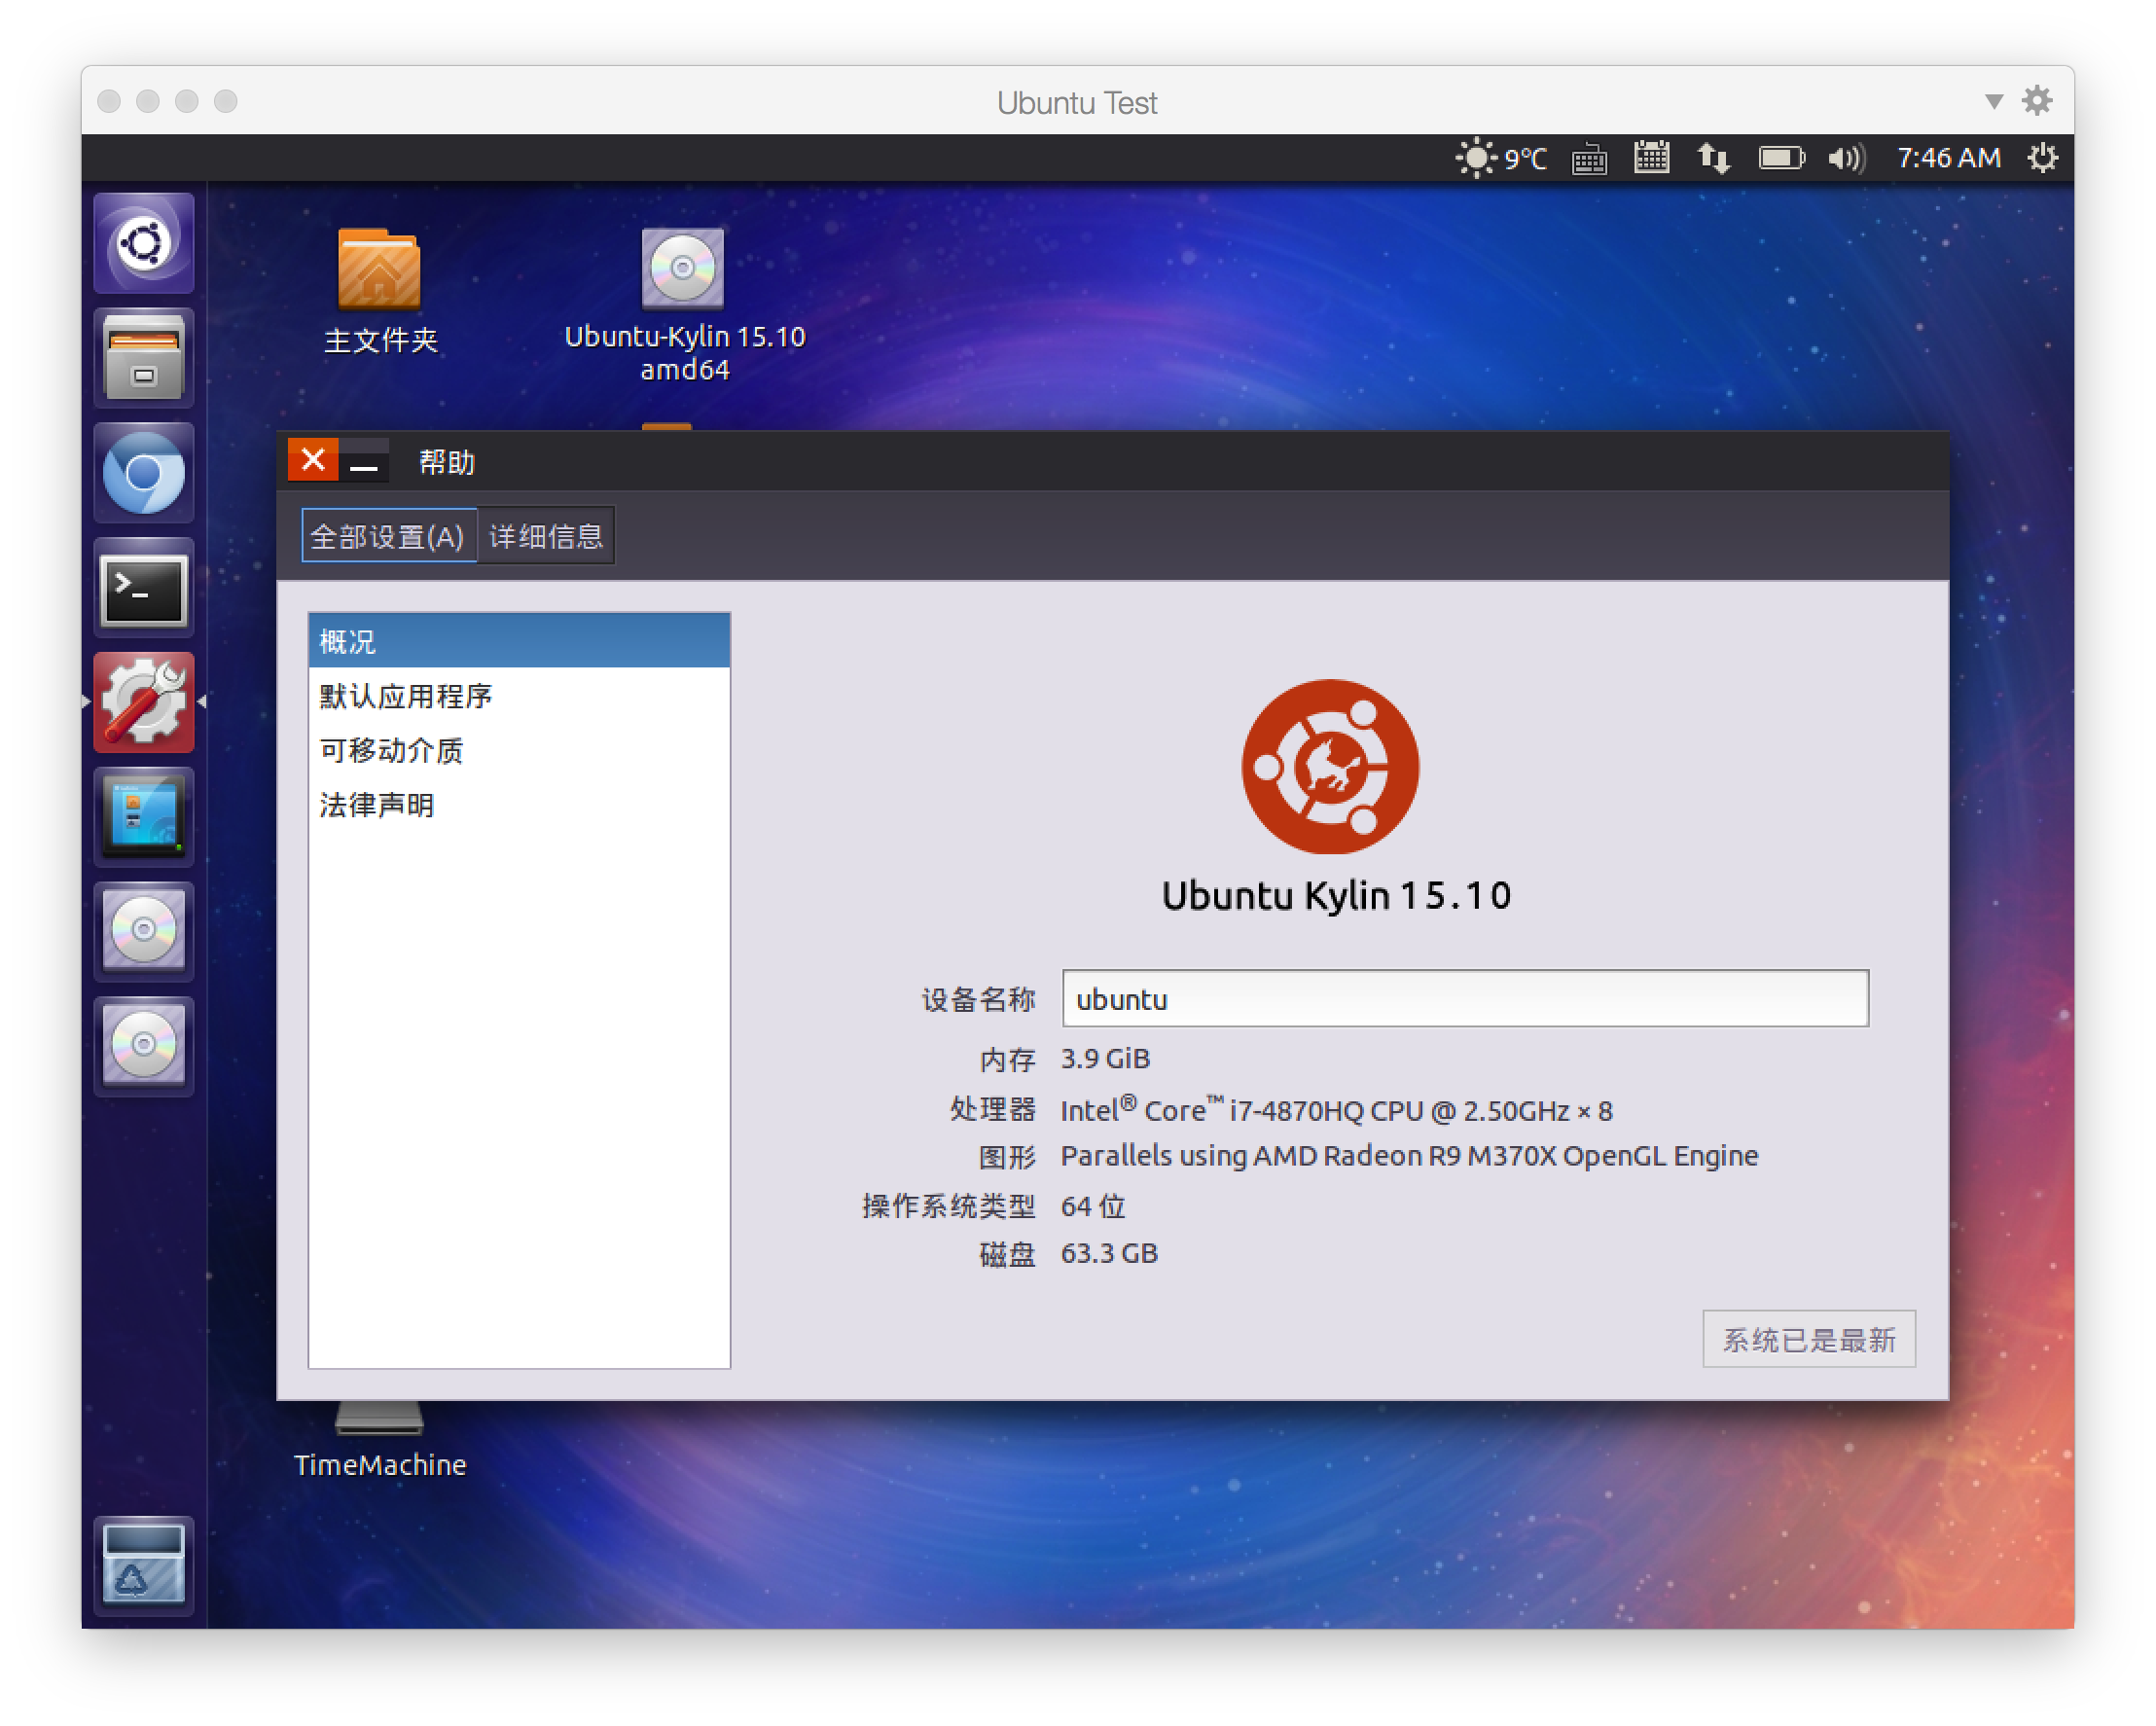 Ubuntu Test
9℃
7:46 AM
主文件夹
Ubuntu-Kylin 15.10
amd64
帮助
全部设置(A)
详细信息
概况
默认应用程序
可移动介质
法律声明
Ubuntu Kylin 15.10
设备名称 ubuntu
内存 3.9 GiB
处理器 Intel® Core™ i7-4870HQ CPU @ 2.50GHz × 8
图形 Parallels using AMD Radeon R9 M370X OpenGL Engine
操作系统类型 64 位
磁盘 63.3 GB
系统已是最新
TimeMachine